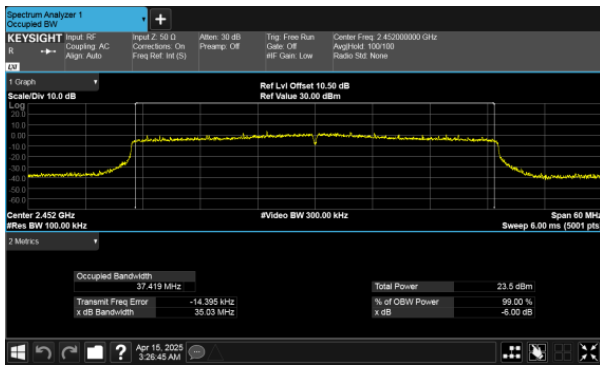 Spectrum Analyzer 1
Occupied BW
+
KEYSIGHT
R
LXI
Input: RF
Coupling: AC
Align: Auto
Input Z: 50 Ω
Corrections: On
Freq Ref: Int (S)
Atten: 30 dB
Preamp: Off
Trig: Free Run
Gate: Off
#IF Gain: Low
Center Freq: 2.452000000 GHz
Avg|Hold: 100/100
Radio Std: None
1 Graph
Scale/Div 10.0 dB
Ref Lvl Offset 10.50 dB
Ref Value 30.00 dBm
Log
20.0
10.0
0.00
-10.0
-20.0
-30.0
-40.0
-50.0
-60.0
Center 2.452 GHz
#Res BW 100.00 kHz
#Video BW 300.00 kHz
Span 60 MHz
Sweep 6.00 ms (5001 pts)
2 Metrics
Occupied Bandwidth
37.419 MHz
Total Power 23.5 dBm
Transmit Freq Error -14.395 kHz
% of OBW Power 99.00 %
x dB Bandwidth 35.03 MHz
x dB -6.00 dB
?
Apr 15, 2025
3:26:45 AM